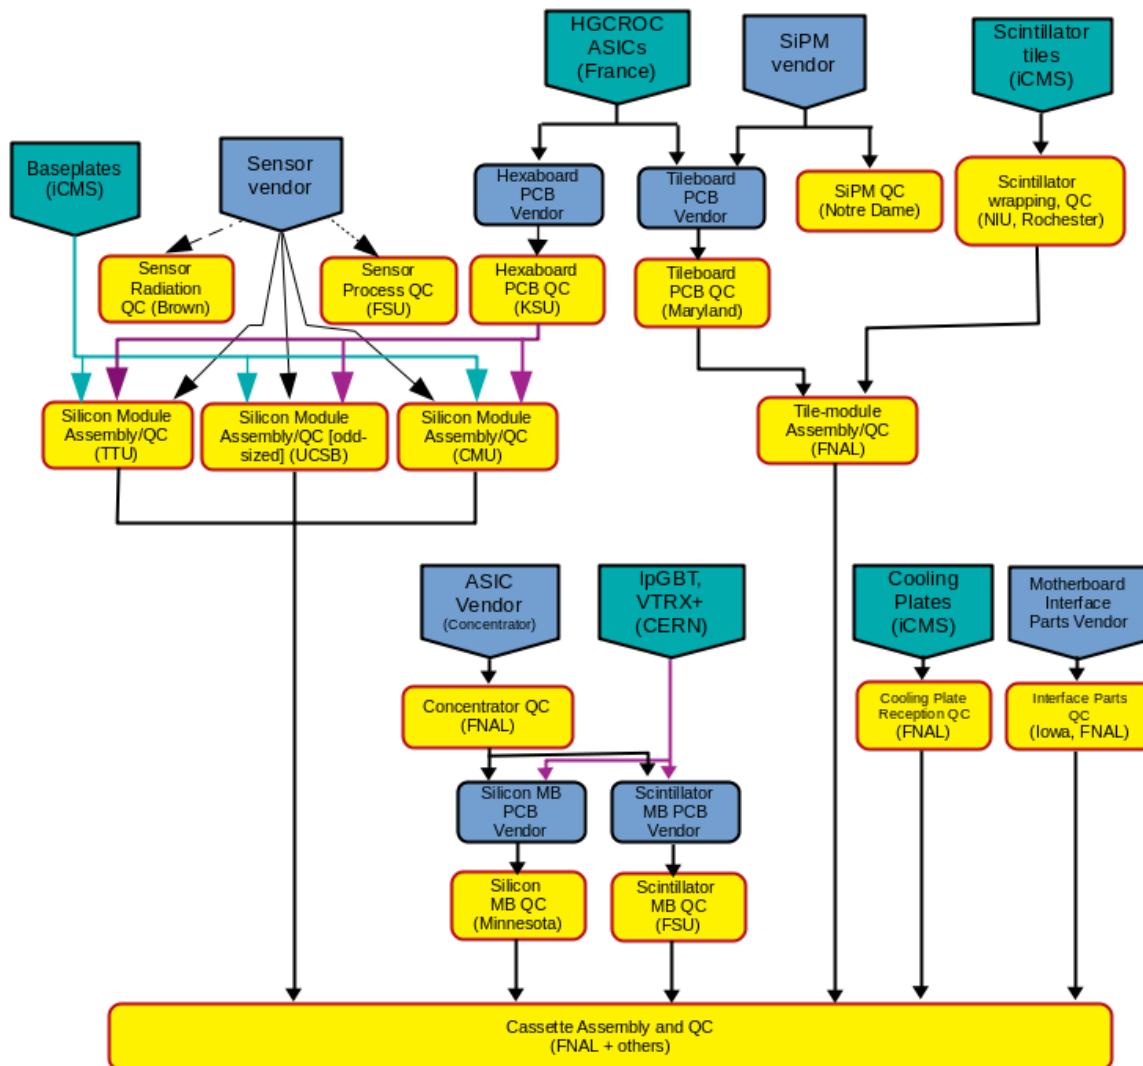 HGCROC
ASICs
(France)
SiPM
vendor
Scintillator
tiles
(iCMS)
Baseplates
(iCMS)
Sensor
vendor
Hexaboard
PCB
Vendor
Tileboard
PCB
Vendor
SiPM QC
(Notre Dame)
Scintillator
wrapping, QC
(NIU, Rochester)
Sensor
Radiation
QC (Brown)
Sensor
Process QC
(FSU)
Hexaboard
PCB QC
(KSU)
Tileboard
PCB QC
(Maryland)
Silicon Module
Assembly/QC
(TTU)
Silicon Module
Assembly/QC [odd-
sized] (UCSB)
Silicon Module
Assembly/QC
(CMU)
Tile-module
Assembly/QC
(FNAL)
ASIC
Vendor
(Concentrator)
lpGBT,
VTRX+
(CERN)
Cooling
Plates
(iCMS)
Motherboard
Interface
Parts Vendor
Concentrator QC
(FNAL)
Cooling Plate
Reception QC
(FNAL)
Interface Parts
QC
(Iowa, FNAL)
Silicon MB
PCB
Vendor
Scintillator
MB PCB
Vendor
Silicon
MB QC
(Minnesota)
Scintillator
MB QC
(FSU)
Cassette Assembly and QC
(FNAL + others)